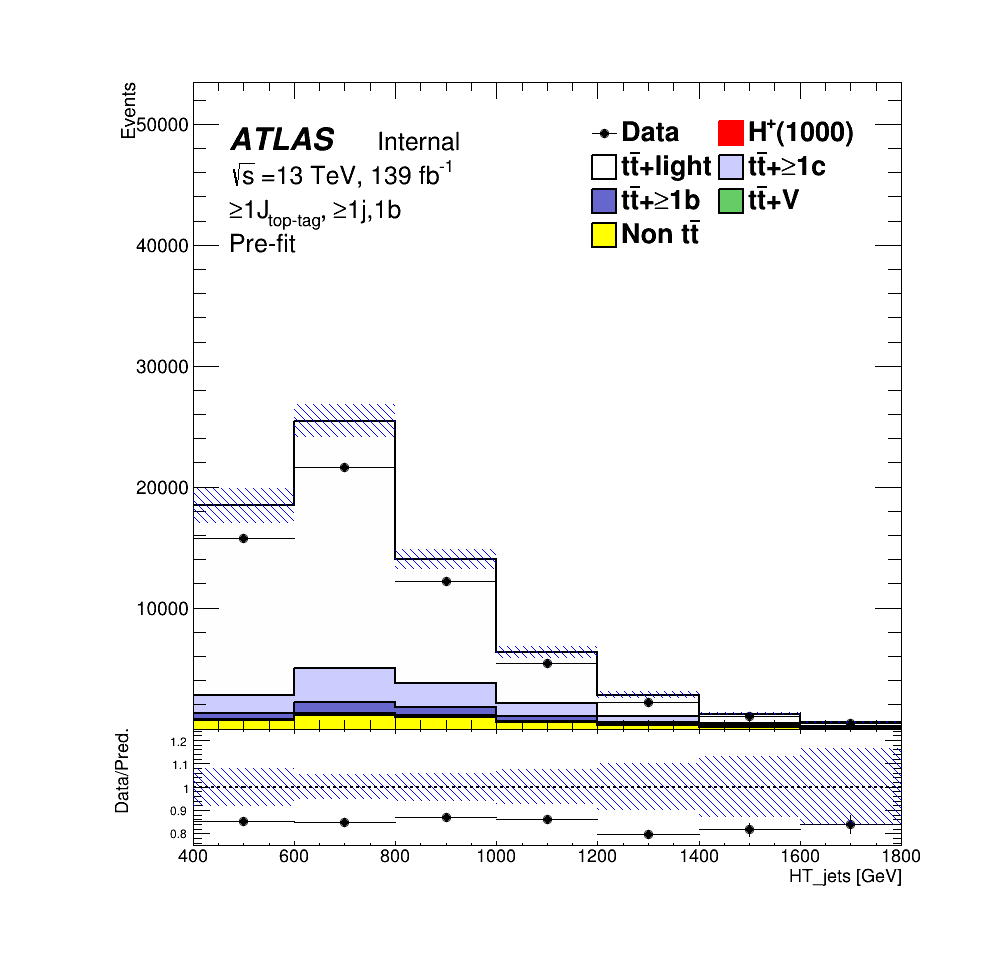 Events
50000
40000
30000
20000
10000
ATLAS Internal
√s =13 TeV, 139 fb⁻¹
≥1J_top-tag, ≥1j,1b
Pre-fit
Data H⁺(1000)
tt̄+light tt̄+≥1c
tt̄+≥1b tt̄+V
Non tt̄
Data/Pred.
1.2
1.1
1
0.9
0.8
400 600 800 1000 1200 1400 1600 1800
HT_jets [GeV]